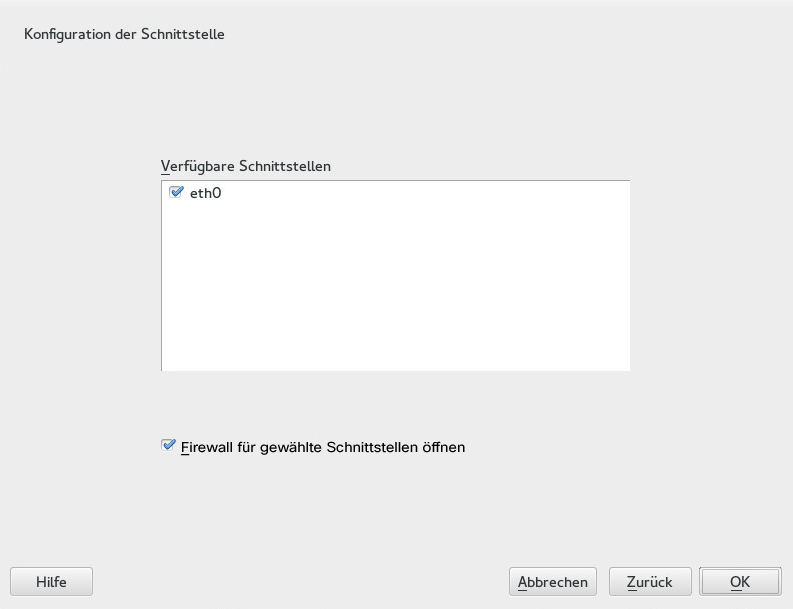 Konfiguration der Schnittstelle
Verfügbare Schnittstellen
eth0
Firewall für gewählte Schnittstellen öffnen
Hilfe
Abbrechen
Zurück
OK